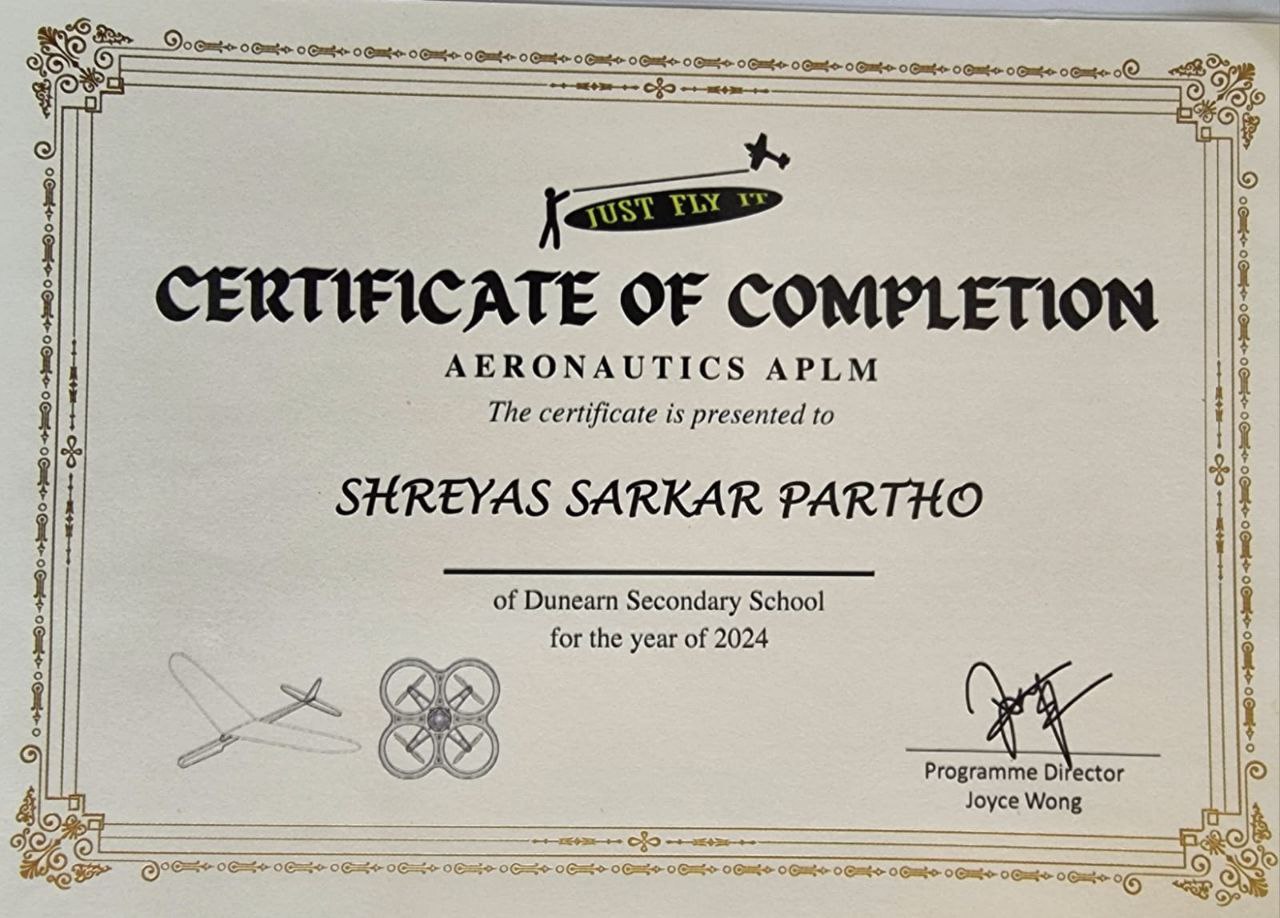 JUST FLY IT
CERTIFICATE OF COMPLETION
AERONAUTICS APLM
The certificate is presented to
SHREYAS SARKAR PARTHO
of Dunearn Secondary School
for the year of 2024
Programme Director
Joyce Wong